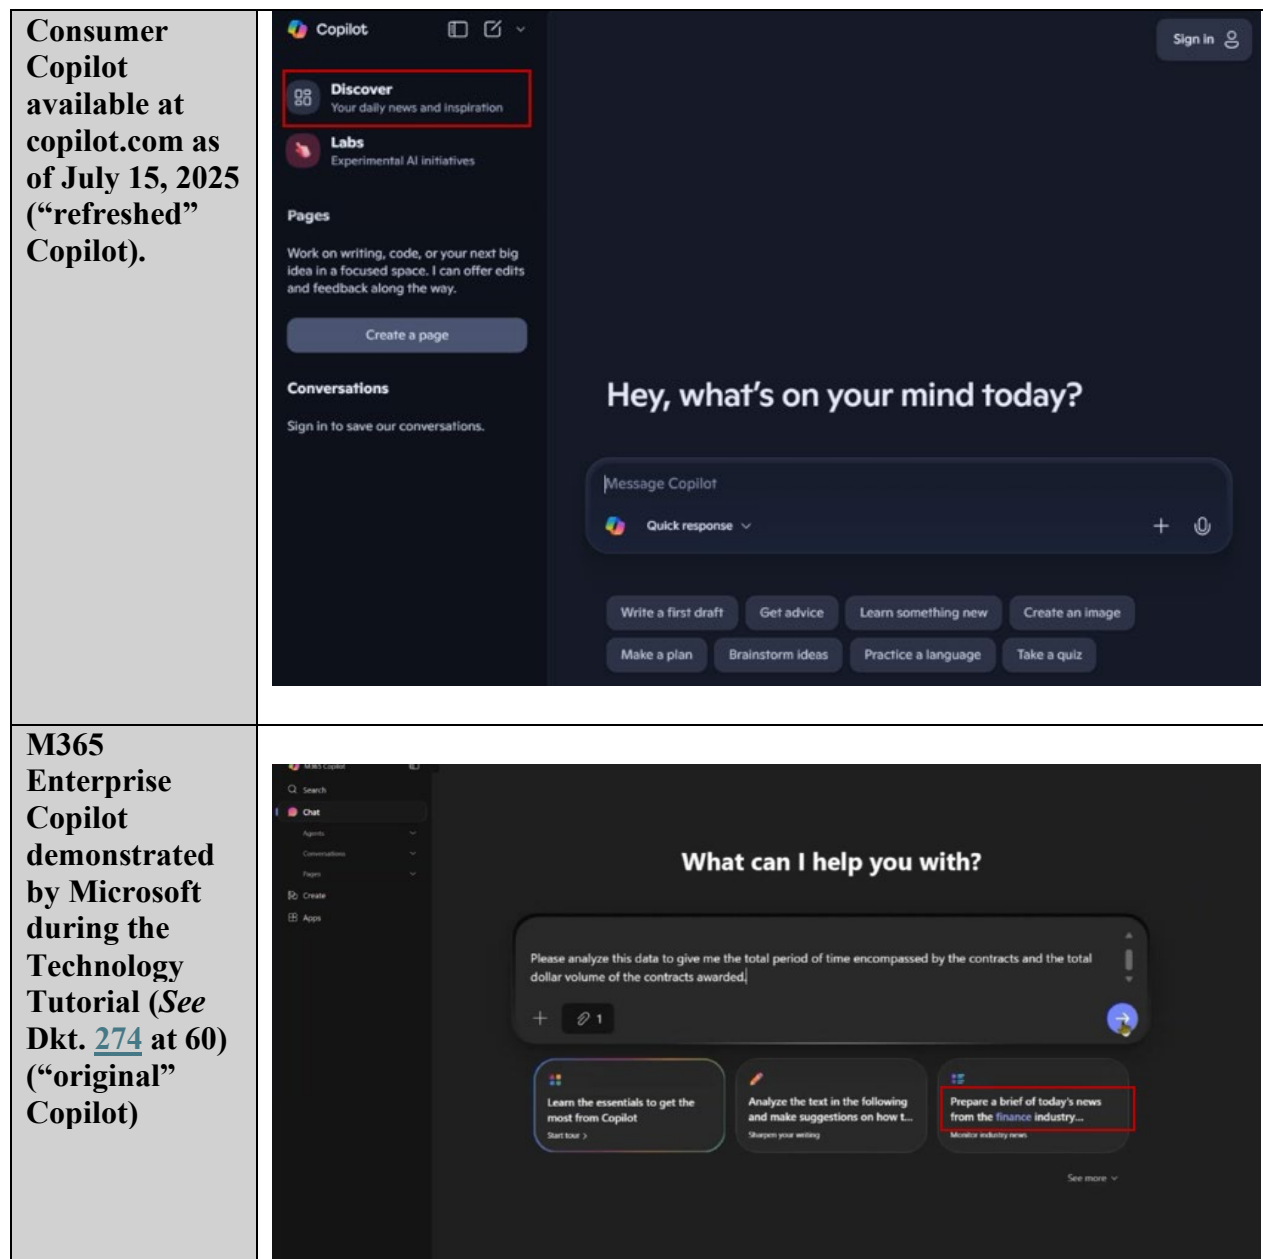 Consumer
Copilot
available at
copilot.com as
of July 15, 2025
(“refreshed”
Copilot).
Copilot
Sign in
Discover
Your daily news and inspiration
Labs
Experimental AI initiatives
Pages
Work on writing, code, or your next big
idea in a focused space. I can offer edits
and feedback along the way.
Create a page
Conversations
Sign in to save our conversations.
Hey, what’s on your mind today?
Message Copilot
Quick response
Write a first draft
Get advice
Learn something new
Create an image
Make a plan
Brainstorm ideas
Practice a language
Take a quiz
M365
Enterprise
Copilot
demonstrated
by Microsoft
during the
Technology
Tutorial (See
Dkt. 274 at 60)
(“original”
Copilot)
M365 Copilot
Search
Chat
Agents
Conversations
Pages
Create
Apps
What can I help you with?
Please analyze this data to give me the total period of time encompassed by the contracts and the total
dollar volume of the contracts awarded.
1
Learn the essentials to get the
most from Copilot
Start tour >
Analyze the text in the following
and make suggestions on how t...
Sharpen your writing
Prepare a brief of today's news
from the finance industry...
Monitor industry news
See more